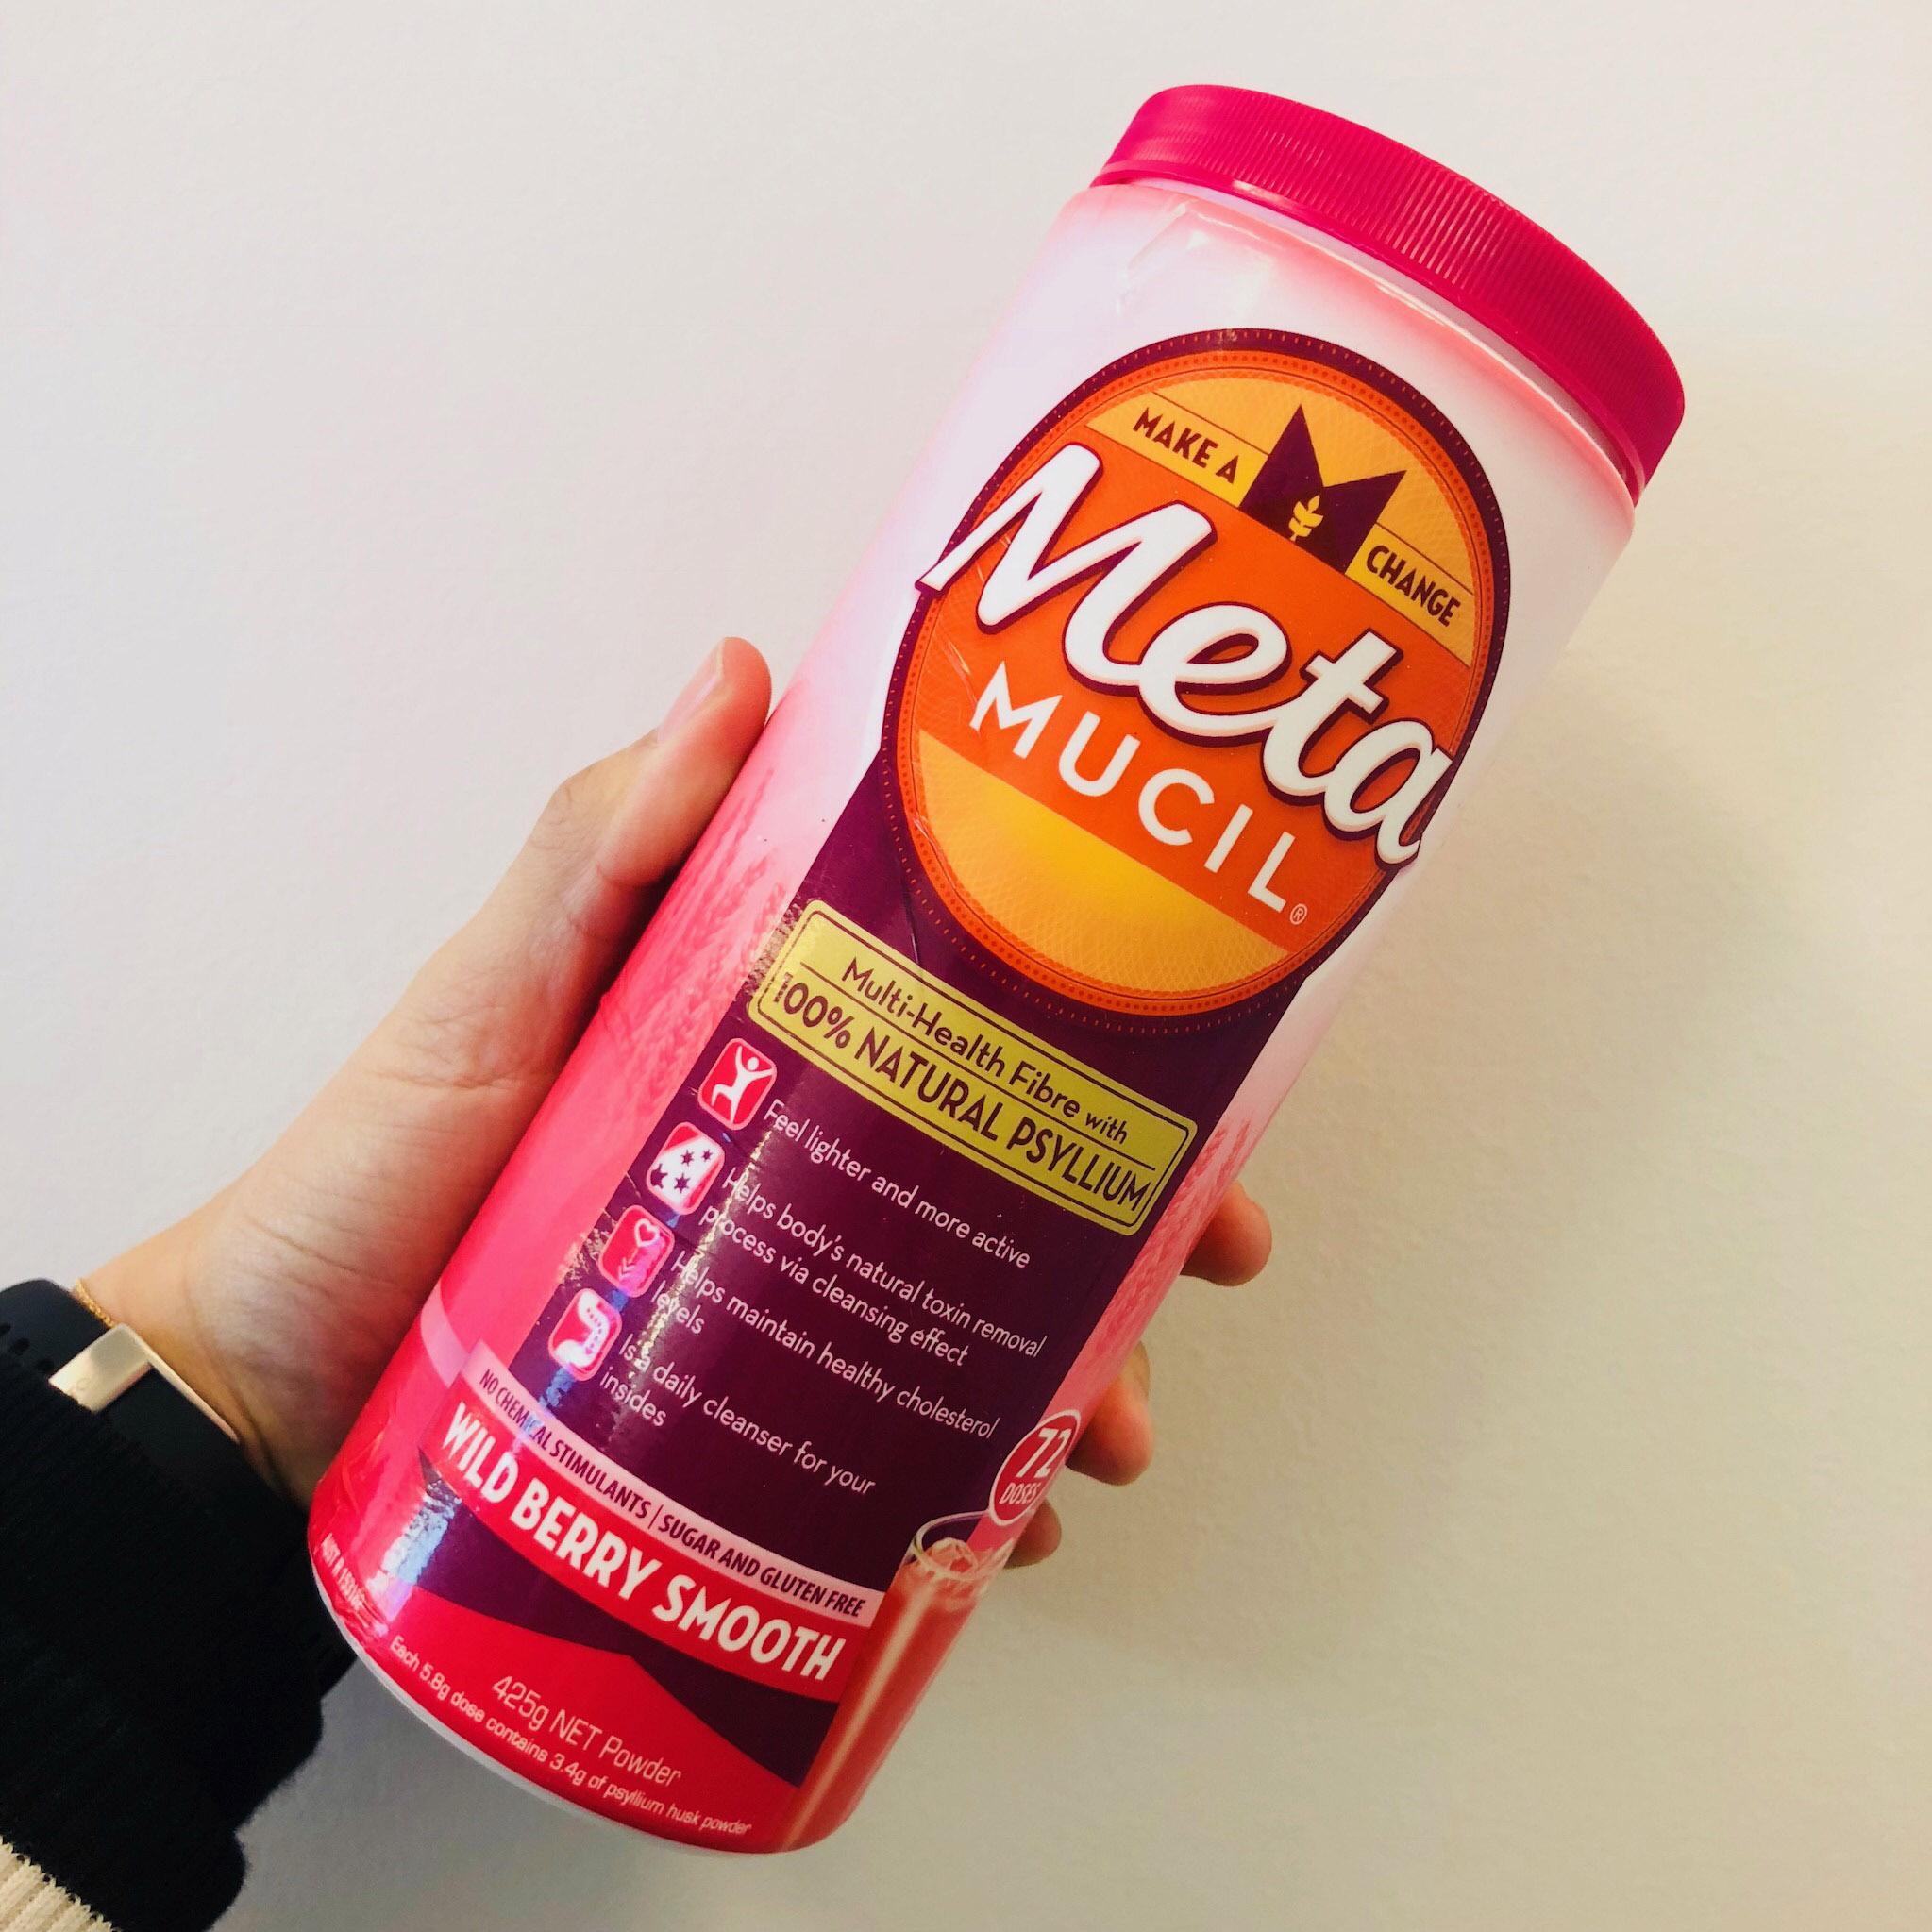 MAKE A CHANGE
Meta
MUCIL®
Multi-Health Fibre with
100% NATURAL PSYLLIUM
Feel lighter and more active
Helps body's natural toxin removal
process via cleansing effect
Helps maintain healthy cholesterol
levels
Is a daily cleanser for your
insides
72
DOSES
NO CHEMICAL STIMULANTS | SUGAR AND GLUTEN FREE
WILD BERRY SMOOTH
AUST R
425g NET Powder
Each 5.8g dose contains 3.4g of psyllium husk powder